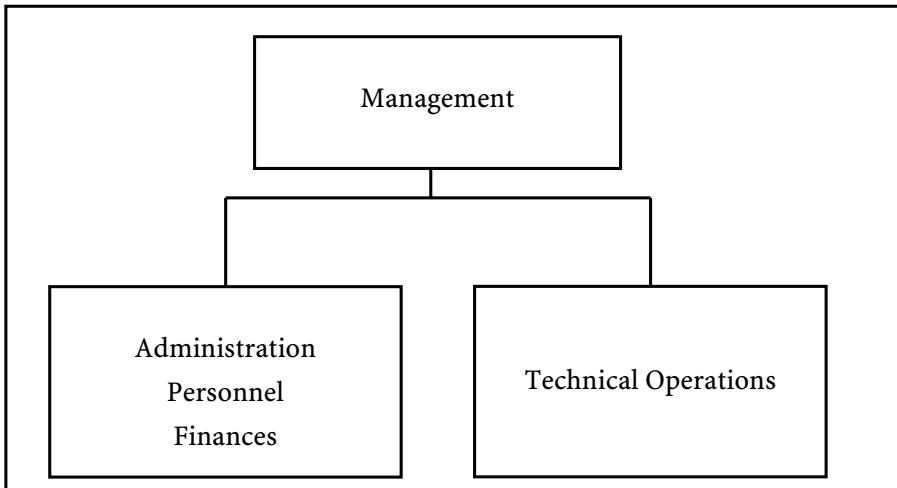 Management
Administration
Personnel
Finances
Technical Operations